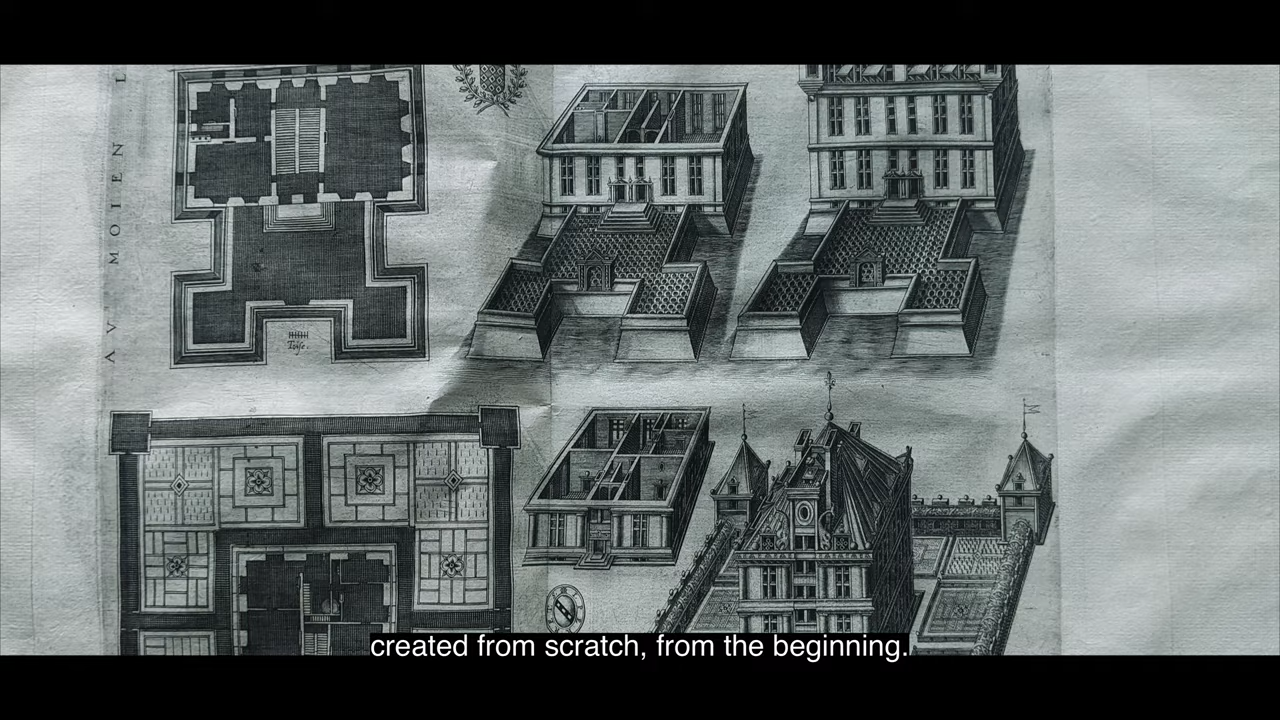 AV MOIEN
Toise.
created from scratch, from the beginning.